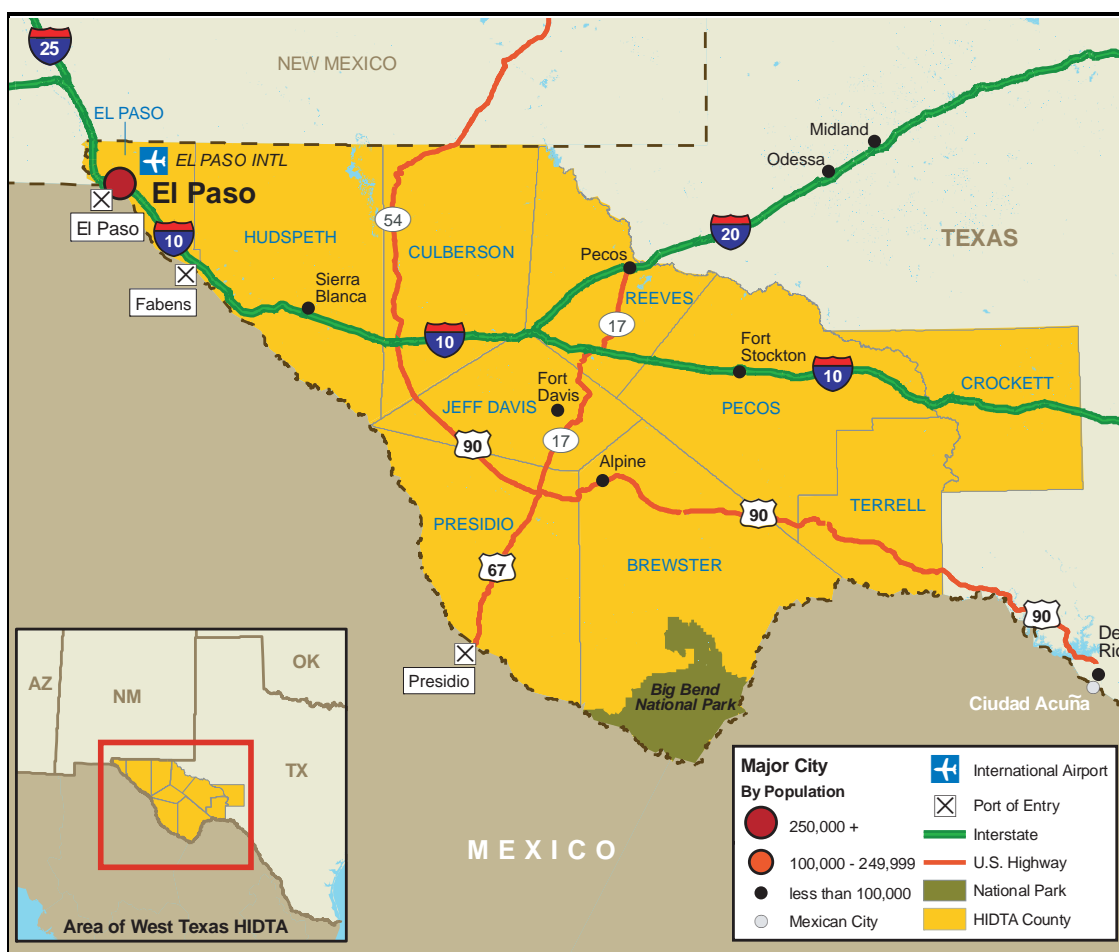 25
NEW MEXICO
EL PASO
EL PASO INTL
El Paso
El Paso
10
Fabens
HUDSPETH
54
CULBERSON
Midland
Odessa
20
TEXAS
Pecos
REEVES
Sierra
Blanca
17
10
Fort
Stockton
10
CROCKETT
Fort
Davis
JEFF DAVIS
PECOS
17
90
Alpine
TERRELL
PRESIDIO
90
BREWSTER
67
90
De
Rio
Presidio
Big Bend
National Park
Ciudad Acuña
MEXICO
AZ
NM
OK
TX
Area of West Texas HIDTA
Major City
By Population
250,000 +
100,000 - 249,999
less than 100,000
Mexican City
International Airport
Port of Entry
Interstate
U.S. Highway
National Park
HIDTA County